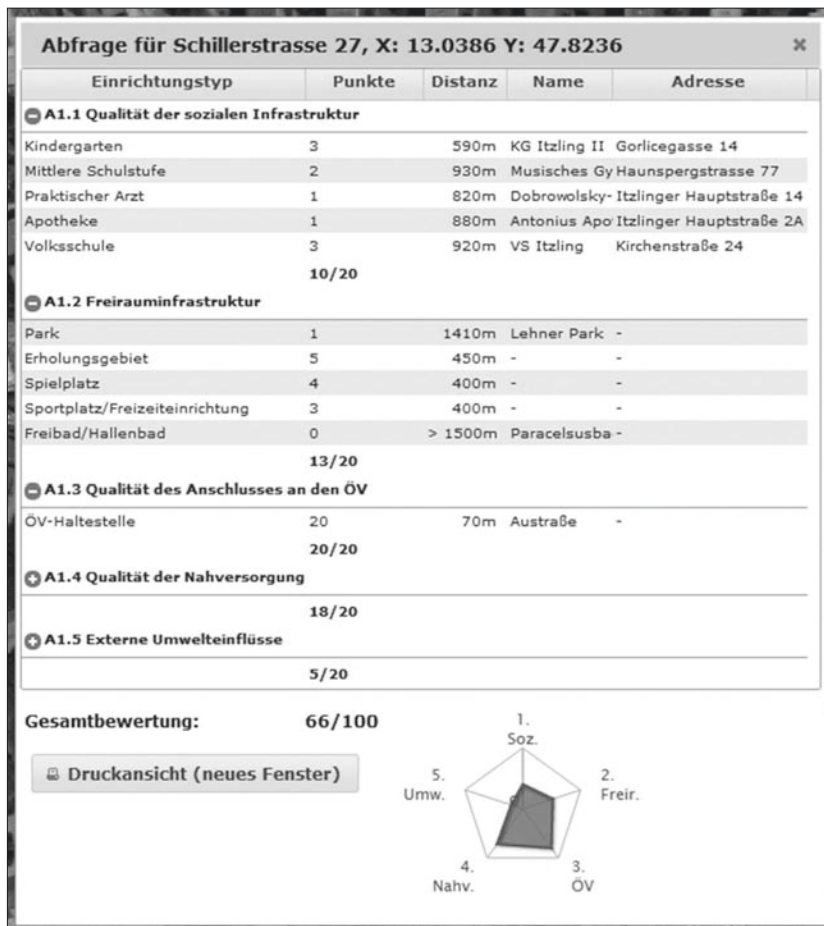 Abfrage für Schillerstrasse 27, X: 13.0386 Y: 47.8236
Einrichtungstyp Punkte Distanz Name Adresse
A1.1 Qualität der sozialen Infrastruktur
Kindergarten 3 590m KG Itzling II Gorlicegasse 14
Mittlere Schulstufe 2 930m Musisches Gy Haunspergstrasse 77
Praktischer Arzt 1 820m Dobrowolsky- Itzlinger Hauptstraße 14
Apotheke 1 880m Antonius Apo Itzlinger Hauptstraße 2A
Volksschule 3 920m VS Itzling Kirchenstraße 24
10/20
A1.2 Freirauminfrastruktur
Park 1 1410m Lehner Park -
Erholungsgebiet 5 450m - -
Spielplatz 4 400m - -
Sportplatz/Freizeiteinrichtung 3 400m - -
Freibad/Hallenbad 0 > 1500m Paracelsusba -
13/20
A1.3 Qualität des Anschlusses an den ÖV
ÖV-Haltestelle 20 70m Austraße -
20/20
A1.4 Qualität der Nahversorgung
18/20
A1.5 Externe Umwelteinflüsse
5/20
Gesamtbewertung: 66/100
Druckansicht (neues Fenster)
1.
Soz.
5.
Umw.
2.
Freir.
4.
Nahv.
3.
ÖV